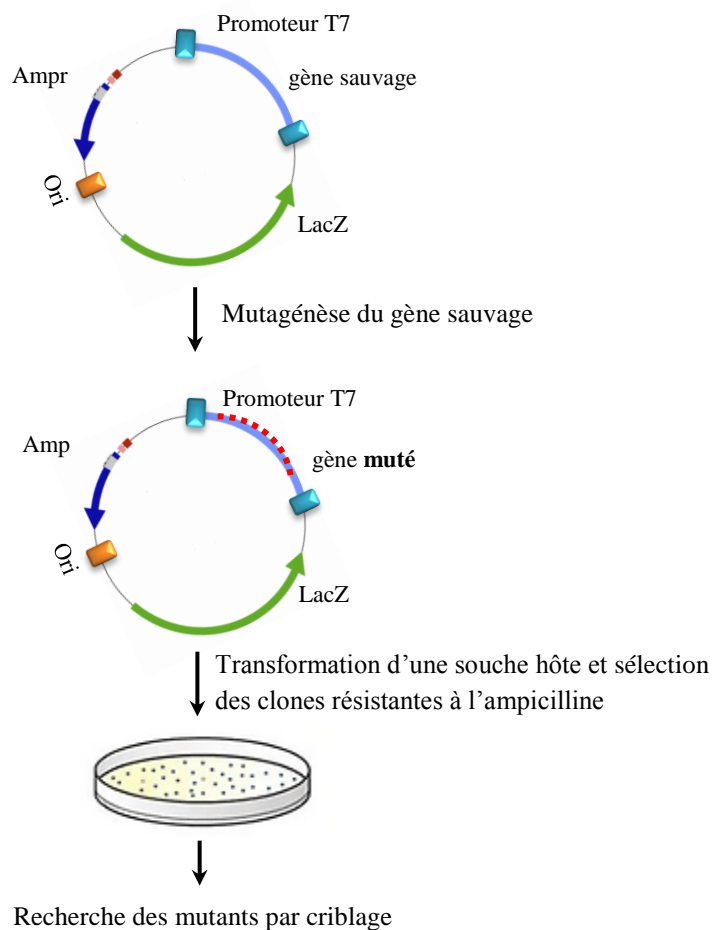 Promoteur T7
Ampr
gène sauvage
Ori
LacZ
Mutagénèse du gène sauvage
Promoteur T7
Amp
gène muté
Ori
LacZ
Transformation d’une souche hôte et sélection
des clones résistantes à l’ampicilline
Recherche des mutants par criblage